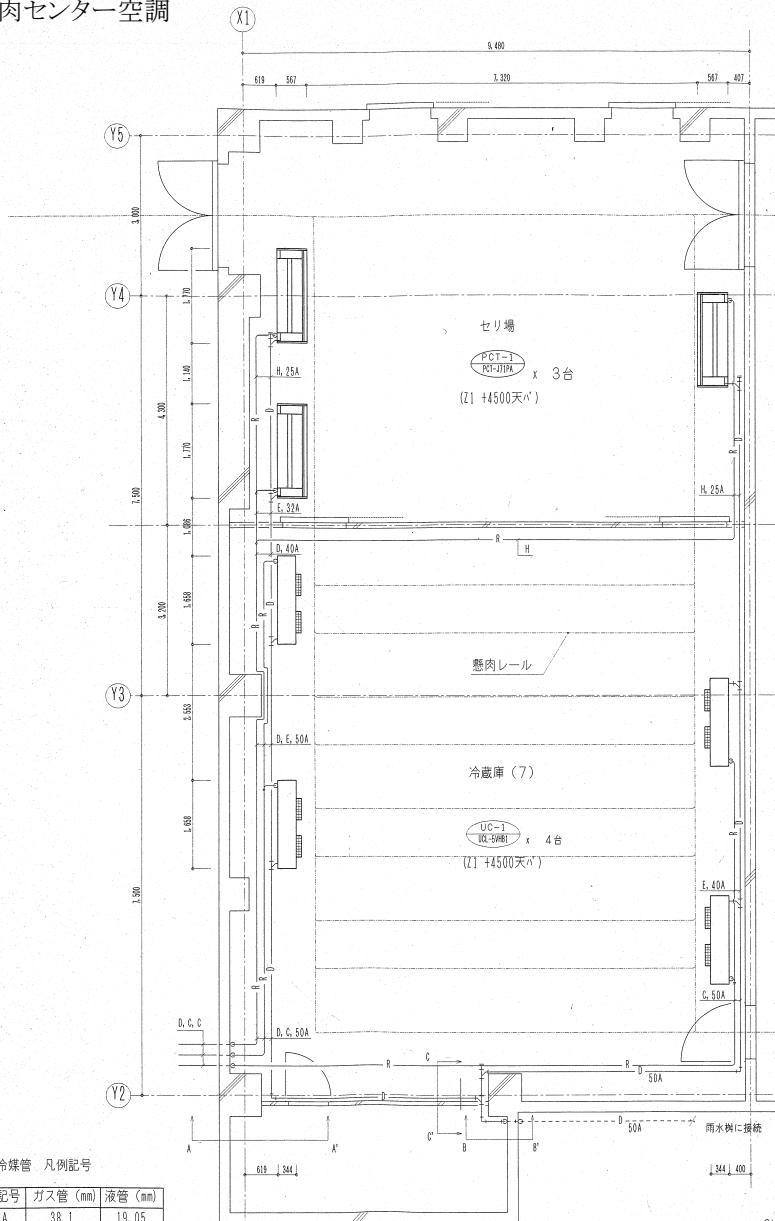 肉センター空調
X1
9,480
619 567 7,320 567 407
Y5
3,000
Y4
1,770
セリ場
PCT-1
PCT-J71PA
x 3台
(Z1 +4500天バ)
H, 25A
1,140
4,300
D
R
R
D
1,770
7,500
H, 25A
E, 32A
1,086
R
H
D, 40A
R
R
D
1,658
3,200
懸肉レール
Y3
2,553
D, E, 50A
冷蔵庫(7)
UC-1
x 4台
(Z1 +4500天バ)
1,658
R
D
E, 40A
7,500
R
R
D
C, 50A
D, C, C
D, C, 50A
R
C
R
D
50A
Y2
D
A
A'
C'
B
B'
D
50A
雨水桝に接続
619 344
344 400
冷媒管 凡例記号
記号 ガス管 (mm) 液管 (mm)
A 38.1 19.05